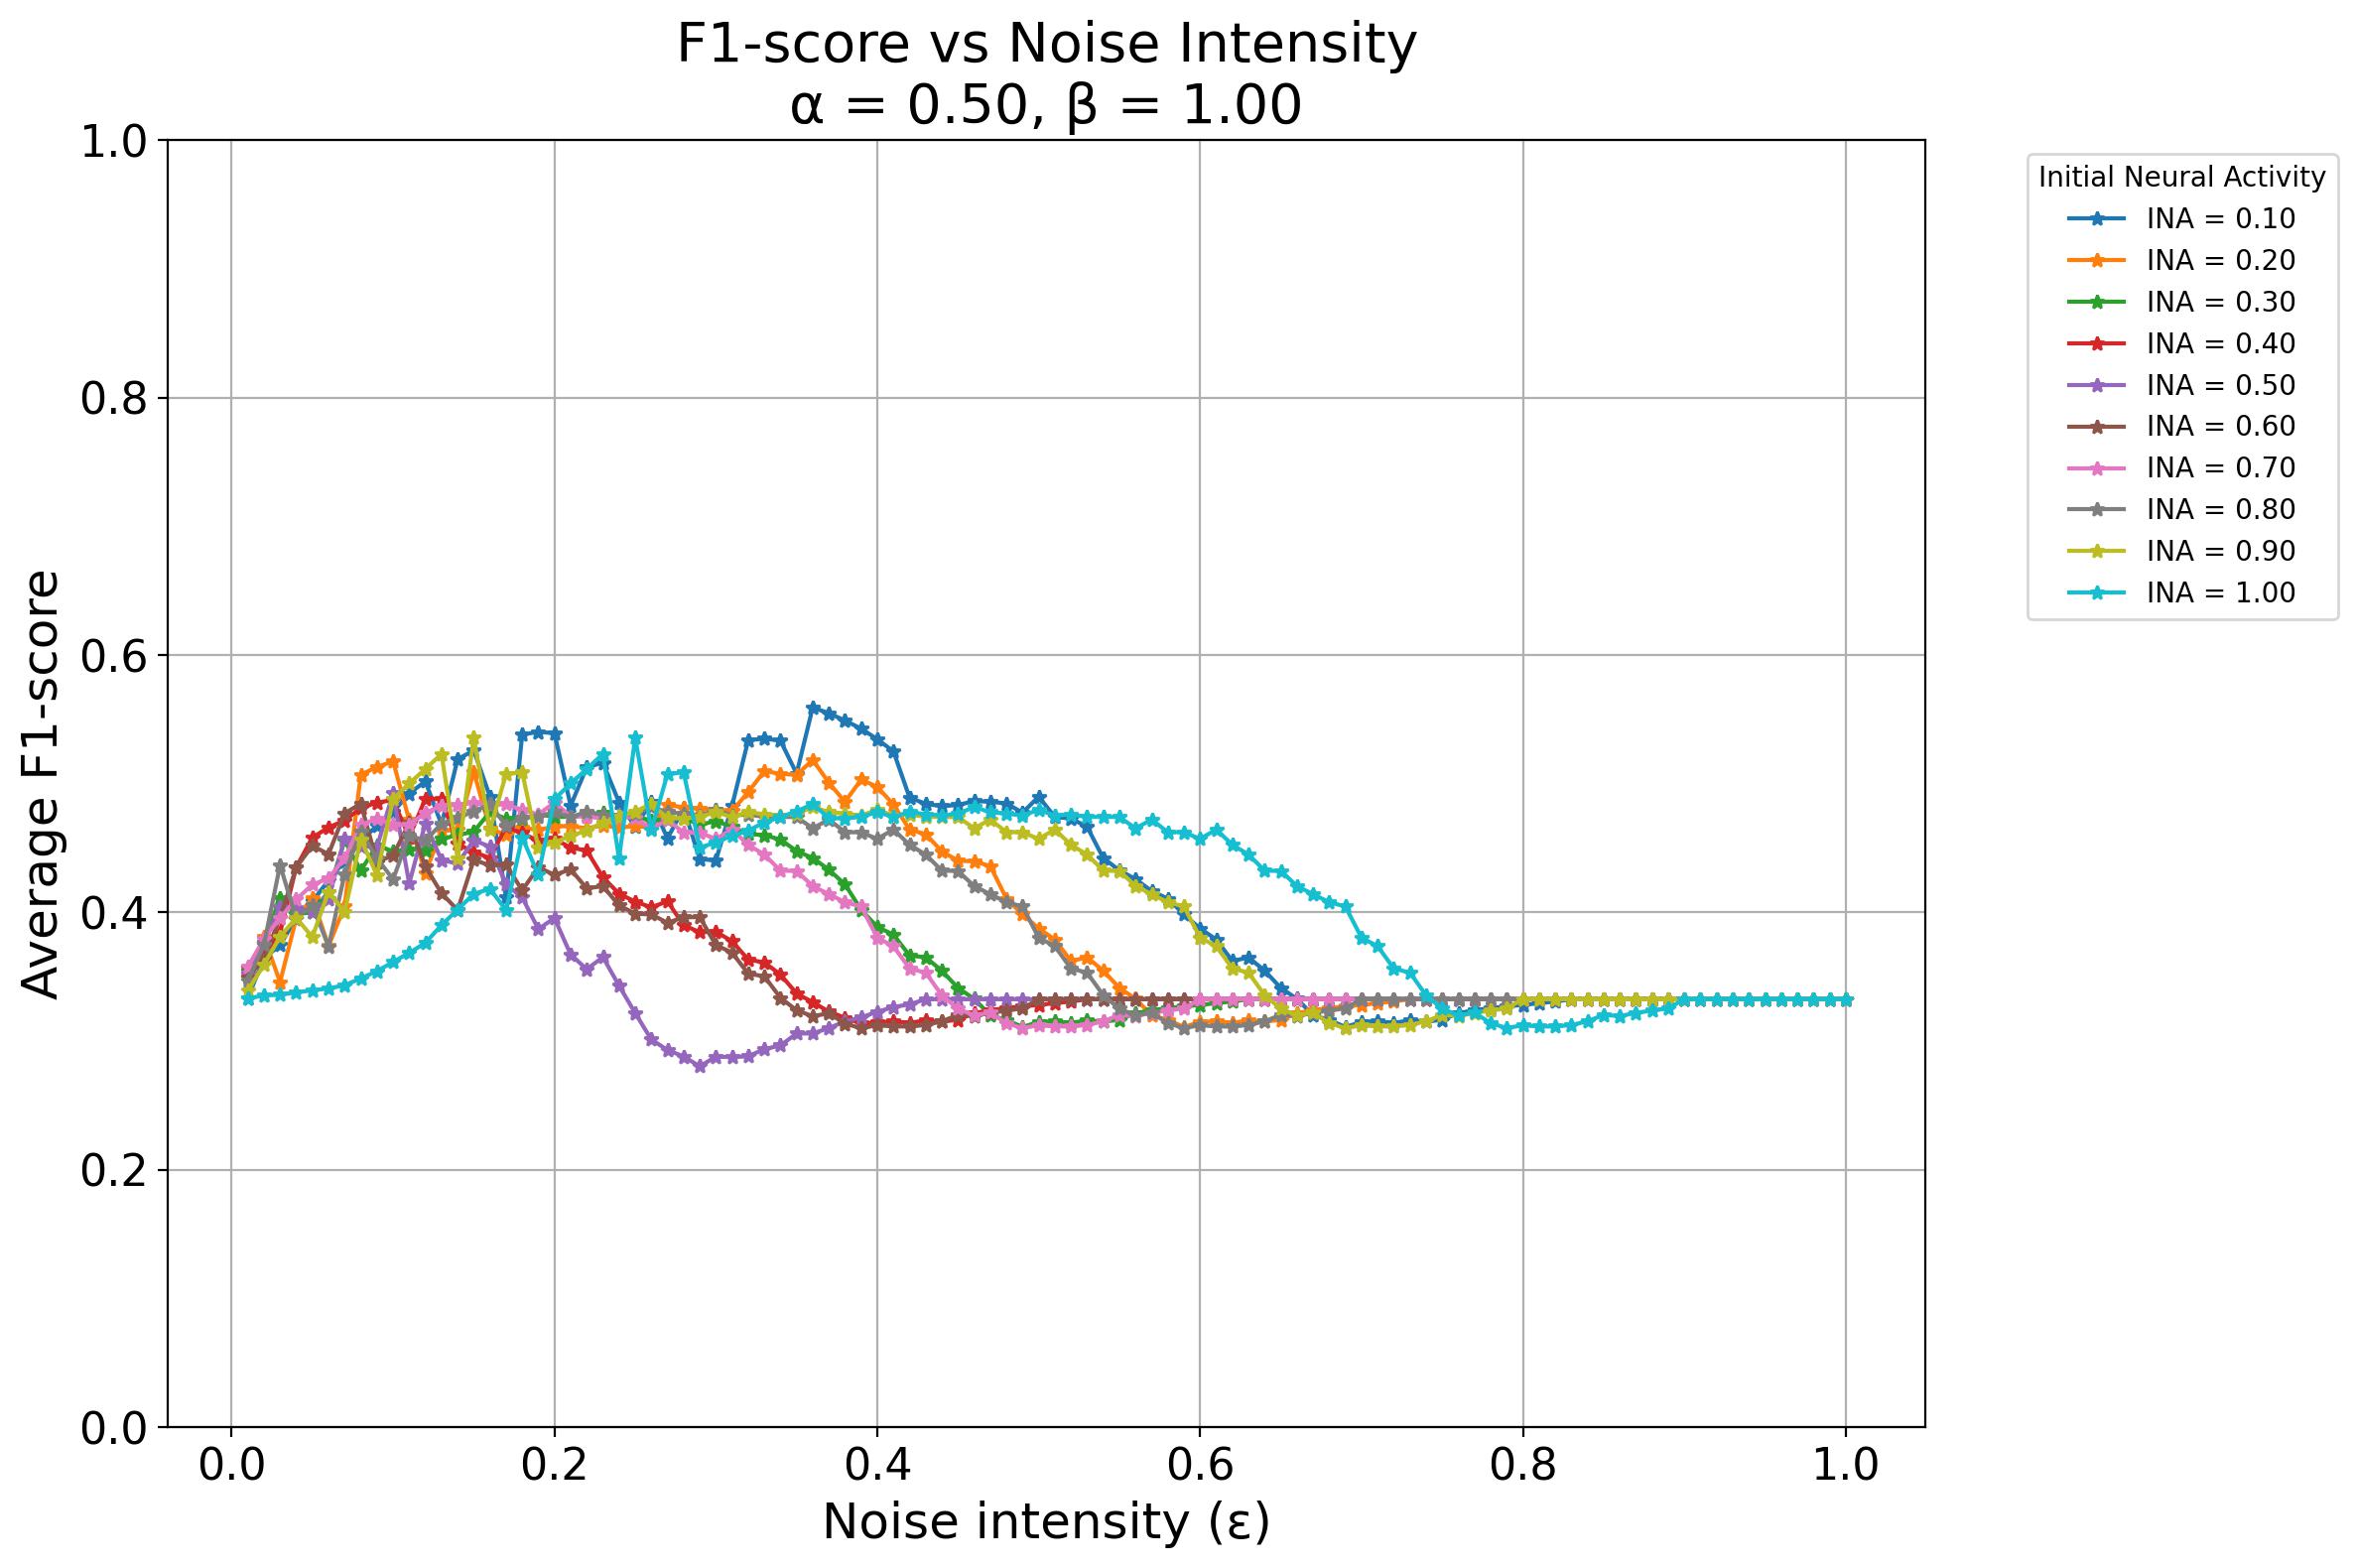 F1-score vs Noise Intensity
α = 0.50, β = 1.00
1.0
0.8
0.6
0.4
0.2
0.0
Average F1-score
0.0 0.2 0.4 0.6 0.8 1.0
Noise intensity (ε)
Initial Neural Activity
INA = 0.10
INA = 0.20
INA = 0.30
INA = 0.40
INA = 0.50
INA = 0.60
INA = 0.70
INA = 0.80
INA = 0.90
INA = 1.00